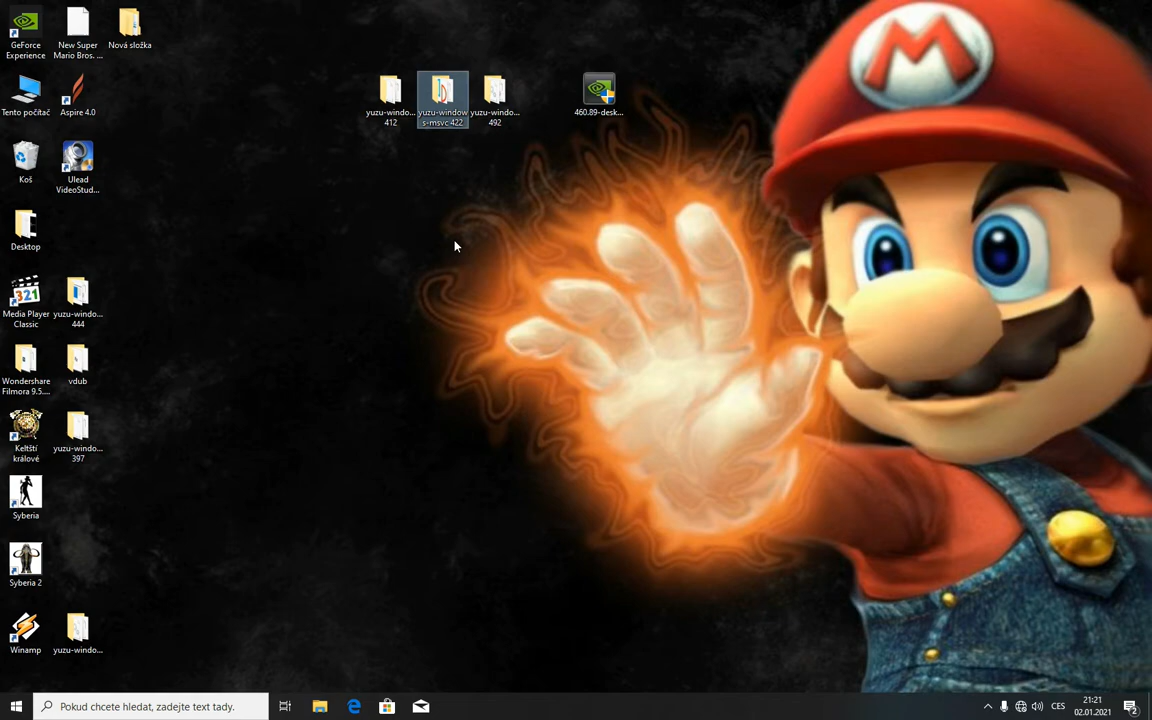 GeForce
Experience
New Super
Mario Bros. ...
Nová složka
Tento počítač
Aspire 4.0
yuzu-windo...
412
yuzu-window
s-msvc 422
yuzu-windo...
492
460.89-desk...
Koš
Ulead
VideoStud...
Desktop
321
Media Player
Classic
yuzu-windo...
444
Wondershare
Filmora 9.5....
vdub
Keltští
králové
yuzu-windo...
397
Syberia
Syberia 2
Winamp
yuzu-windo...
M
Pokud chcete hledat, zadejte text tady.
CES
21:21
02.01.2021
2